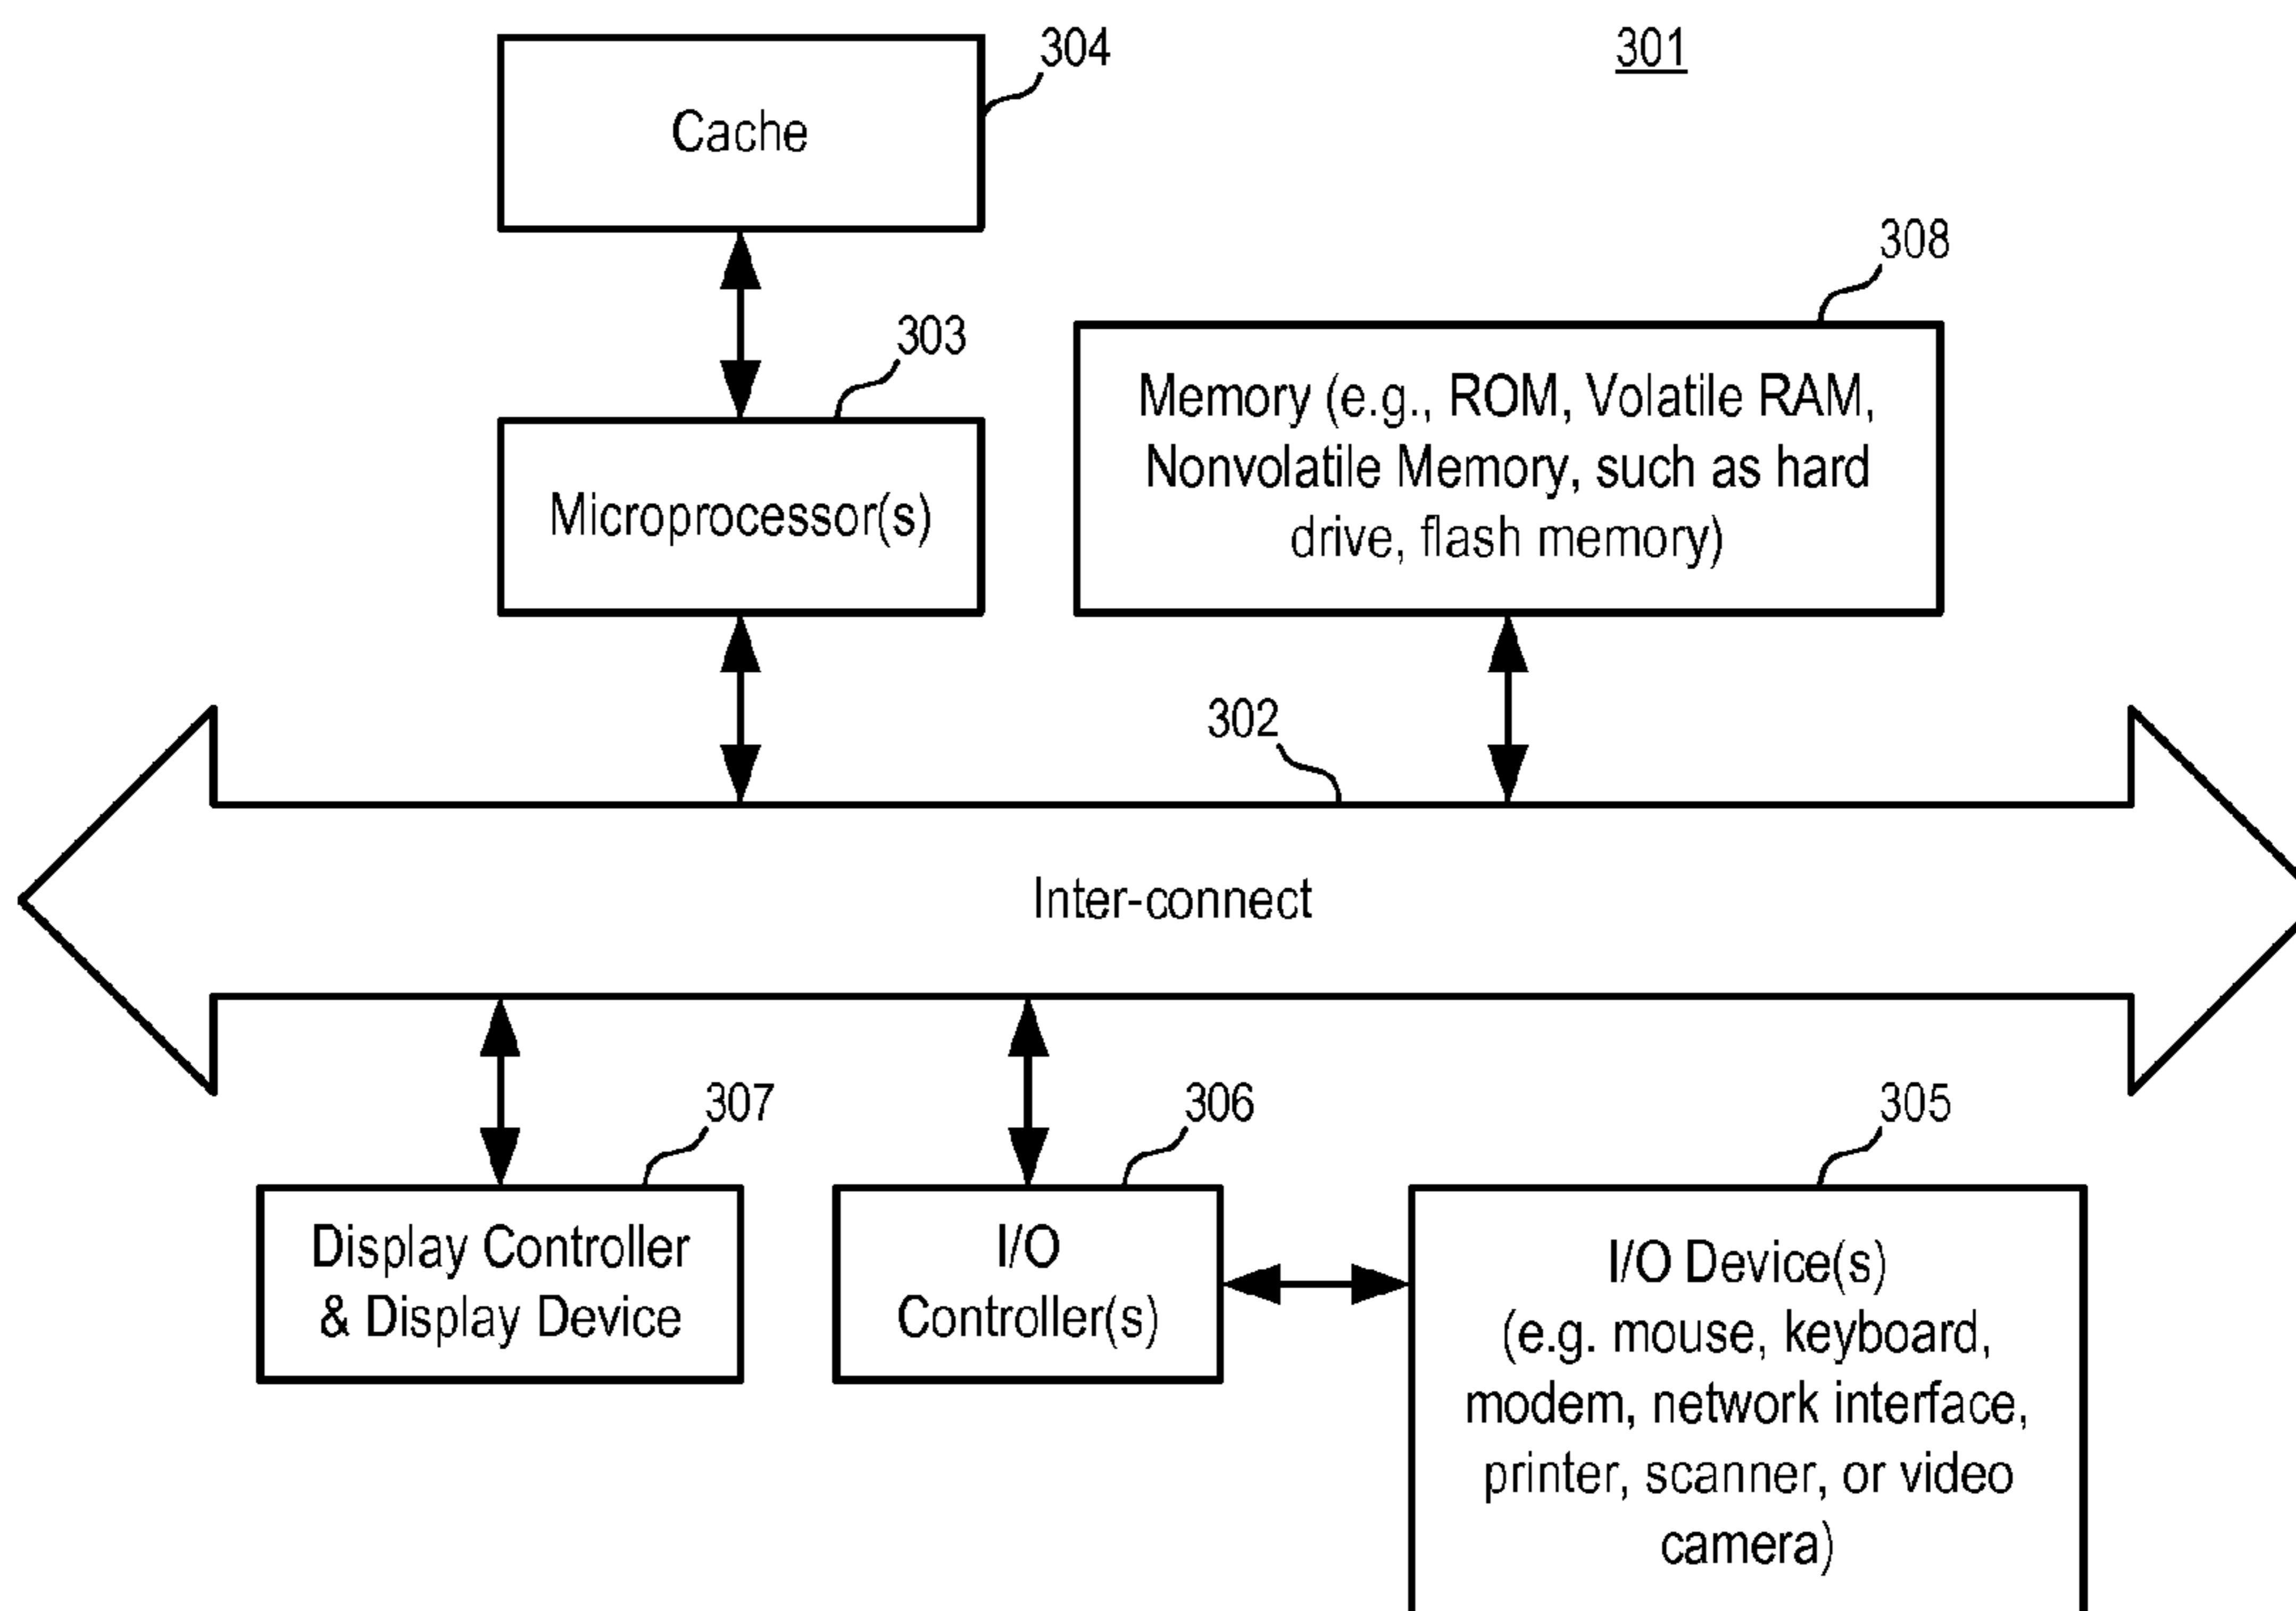 304
301
Cache
308
303
Memory (e.g., ROM, Volatile RAM,
Nonvolatile Memory, such as hard
drive, flash memory)
Microprocessor(s)
302
Inter-connect
307
306
305
Display Controller
& Display Device
I/O
Controller(s)
I/O Device(s)
(e.g. mouse, keyboard,
modem, network interface,
printer, scanner, or video
camera)